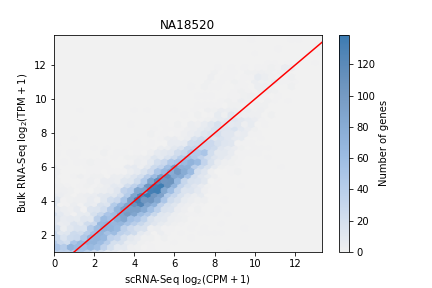 NA18520
Bulk RNA-Seq log₂(TPM + 1)
12
10
8
6
4
2
0 2 4 6 8 10 12
scRNA-Seq log₂(CPM + 1)
120
100
80
60
40
20
0
Number of genes